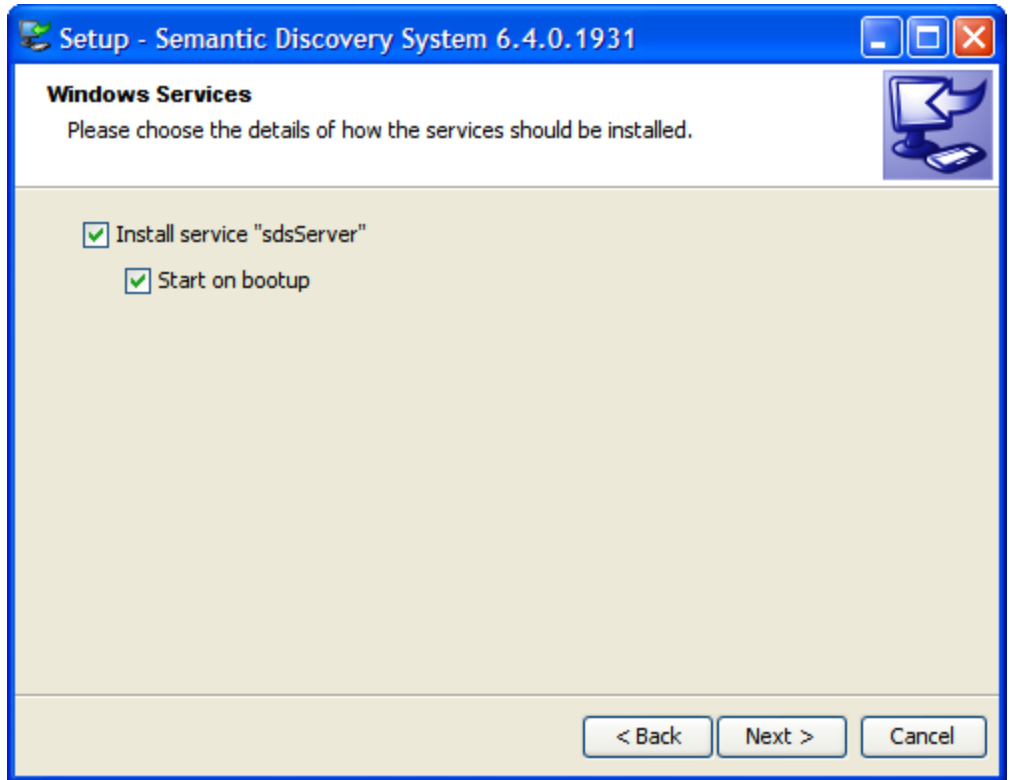 Setup - Semantic Discovery System 6.4.0.1931
Windows Services
Please choose the details of how the services should be installed.
Install service "sdsServer"
Start on bootup
< Back Next > Cancel